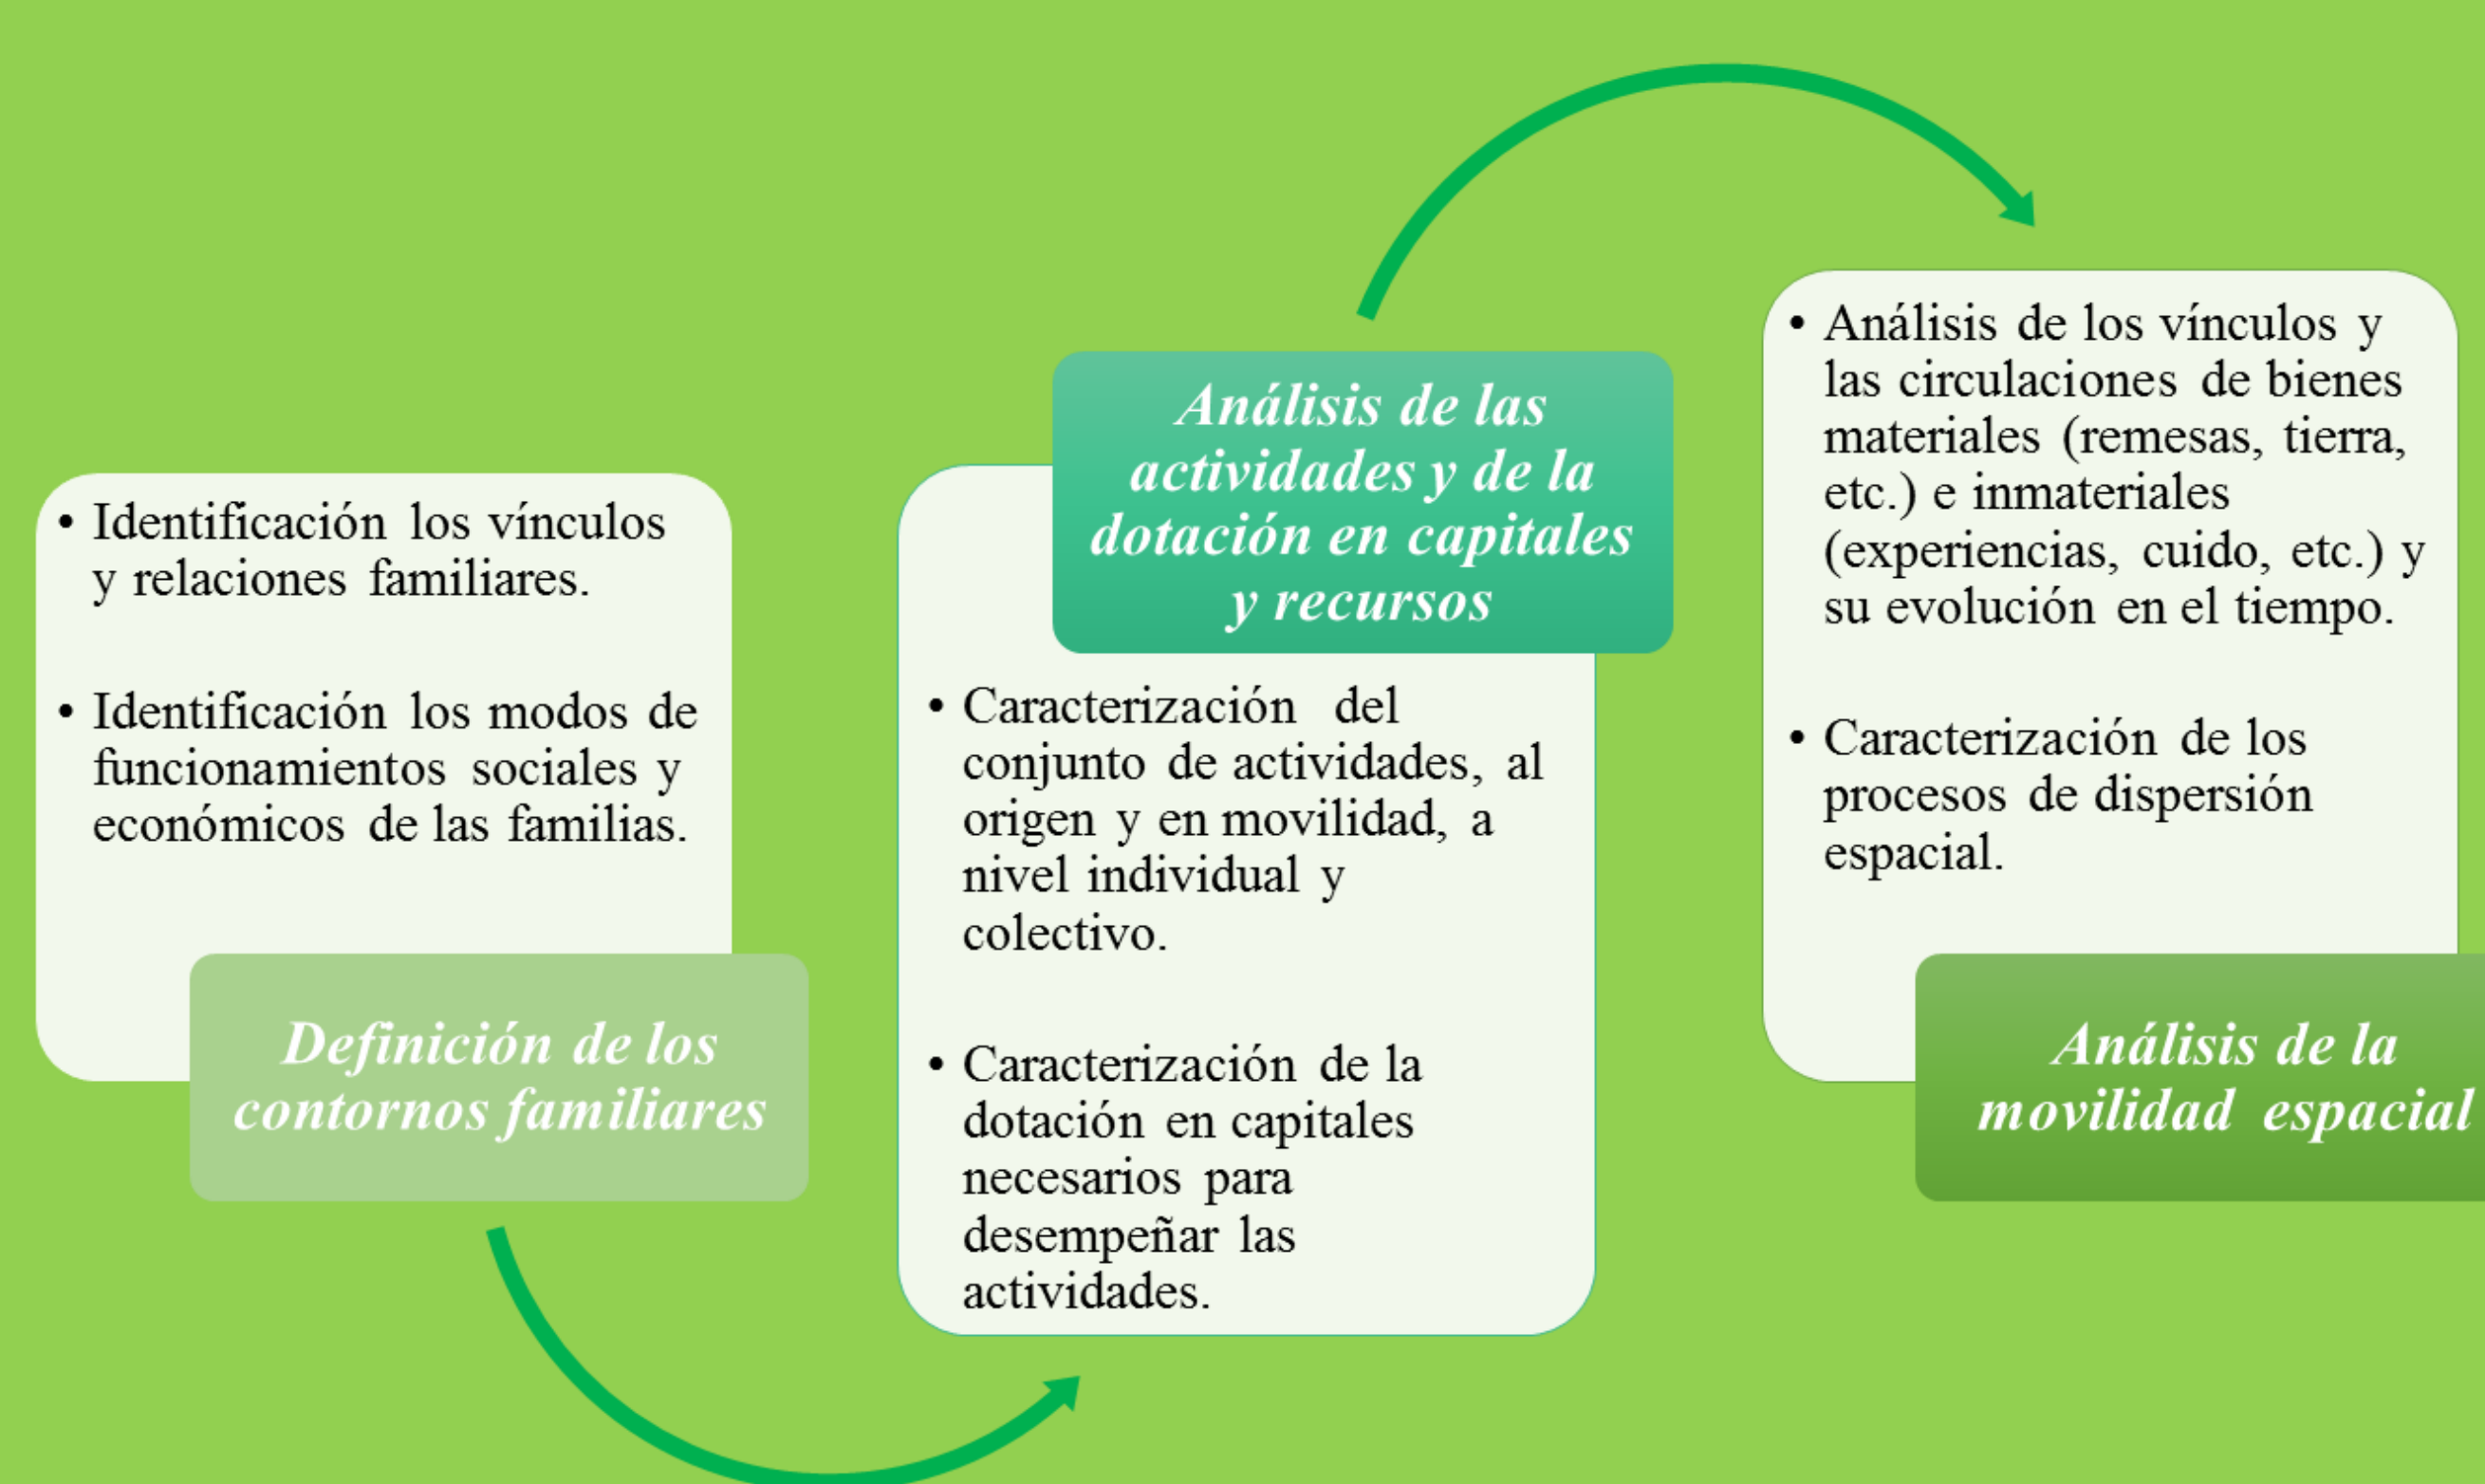 • Identificación los vínculos
y relaciones familiares.
• Identificación los modos de
funcionamientos sociales y
económicos de las familias.
Definición de los
contornos familiares
Análisis de las
actividades y de la
dotación en capitales
y recursos
• Caracterización del
conjunto de actividades, al
origen y en movilidad, a
nivel individual y
colectivo.
• Caracterización de la
dotación en capitales
necesarios para
desempeñar las
actividades.
• Análisis de los vínculos y
las circulaciones de bienes
materiales (remesas, tierra,
etc.) e inmateriales
(experiencias, cuido, etc.) y
su evolución en el tiempo.
• Caracterización de los
procesos de dispersión
espacial.
Análisis de la
movilidad espacial